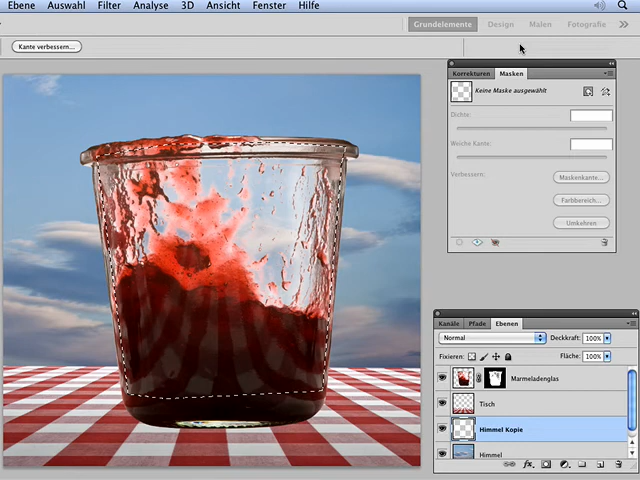 Ebene Auswahl Filter Analyse 3D Ansicht Fenster Hilfe
Grundelemente Design Malen Fotografie
Kante verbessern...
Korrekturen Masken
Keine Maske ausgewählt
Dichte:
Weiche Kante:
Verbessern: Maskenkante...
Farbbereich...
Umkehren
Kanäle Pfade Ebenen
Normal Deckkraft: 100%
Fixieren: Fläche: 100%
Marmeladenglas
Tisch
Himmel Kopie
Himmel
fx